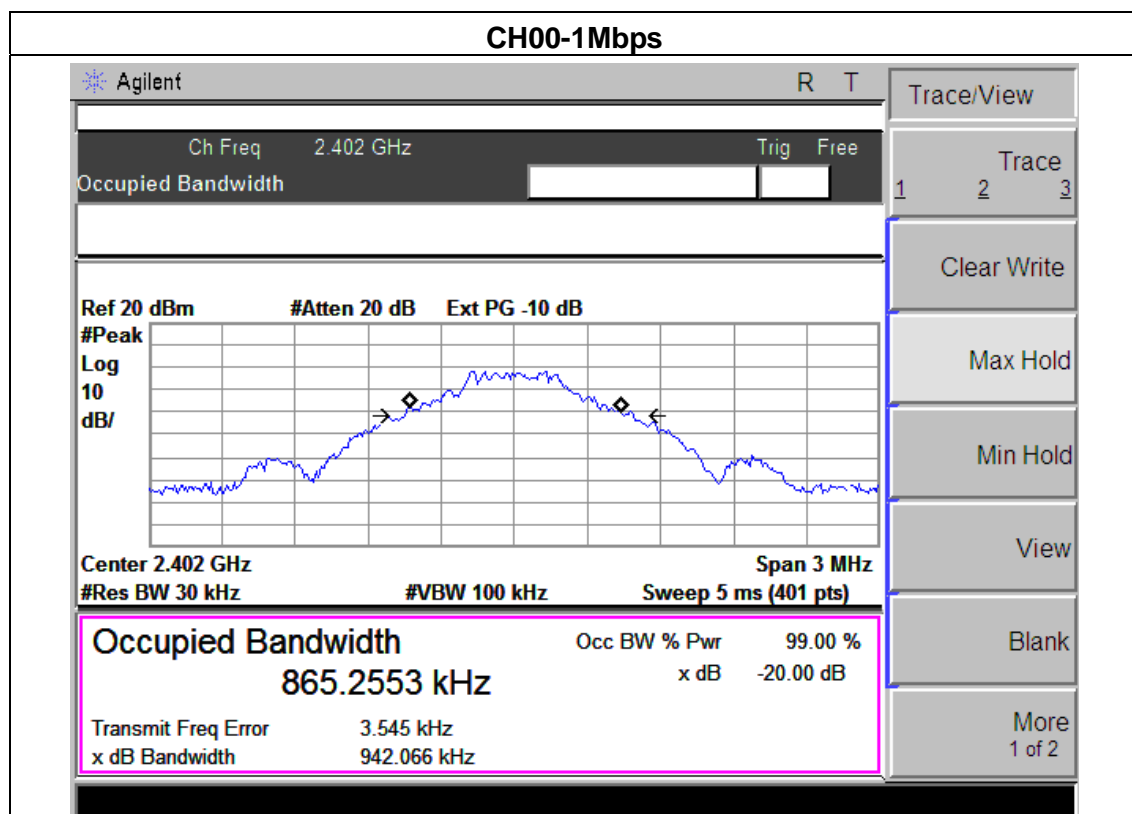 CH00-1Mbps
Agilent R T
Trace/View
Ch Freq 2.402 GHz Trig Free
Occupied Bandwidth
Trace
1 2 3
Clear Write
Max Hold
Min Hold
View
Blank
More
1 of 2
Ref 20 dBm #Atten 20 dB Ext PG -10 dB
#Peak
Log
10
dB/
Center 2.402 GHz Span 3 MHz
#Res BW 30 kHz #VBW 100 kHz Sweep 5 ms (401 pts)
Occupied Bandwidth Occ BW % Pwr 99.00 %
865.2553 kHz x dB -20.00 dB
Transmit Freq Error 3.545 kHz
x dB Bandwidth 942.066 kHz